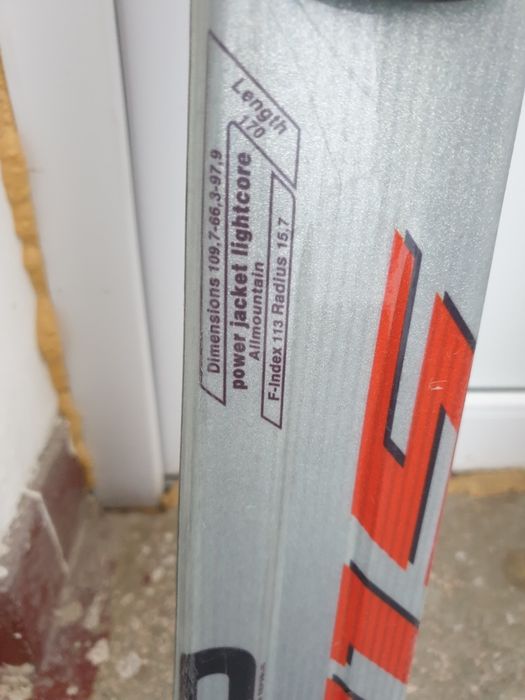 Length
170
Dimensions 109,7-66,3-97,9
power jacket lightcore
Allmountain
F-Index 113 Radius 15,7